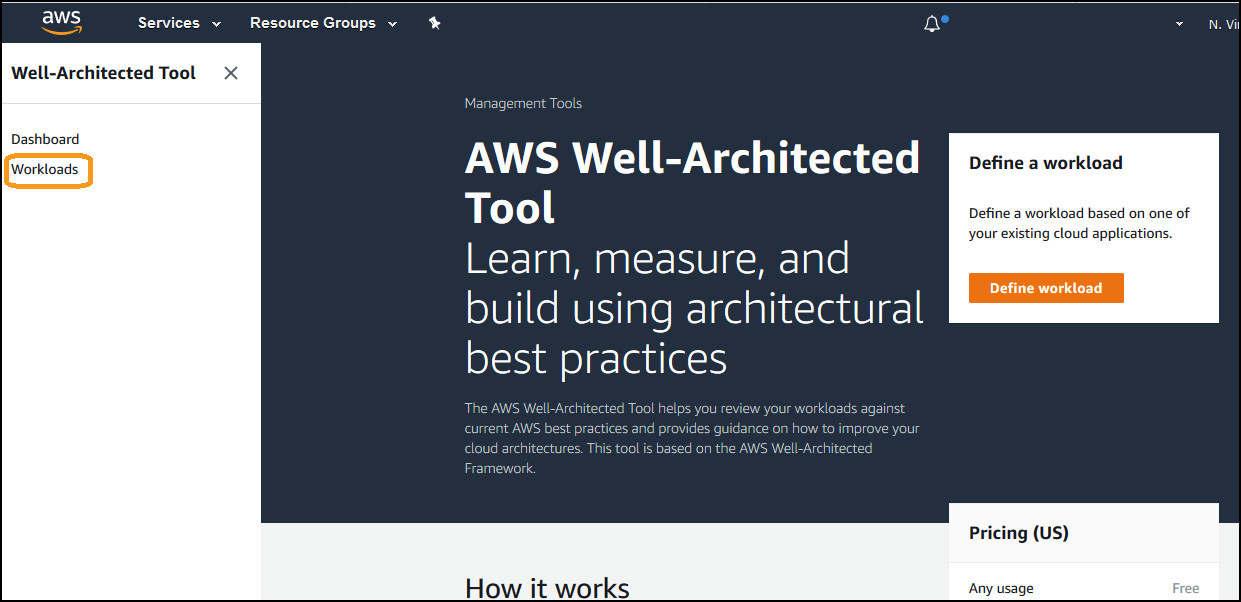 aws
Services
Resource Groups
N. Vi
Well-Architected Tool
Dashboard
Workloads
Management Tools
AWS Well-Architected
Tool
Learn, measure, and
build using architectural
best practices
The AWS Well-Architected Tool helps you review your workloads against
current AWS best practices and provides guidance on how to improve your
cloud architectures. This tool is based on the AWS Well-Architected
Framework.
Define a workload
Define a workload based on one of
your existing cloud applications.
Define workload
Pricing (US)
Any usage
Free
How it works